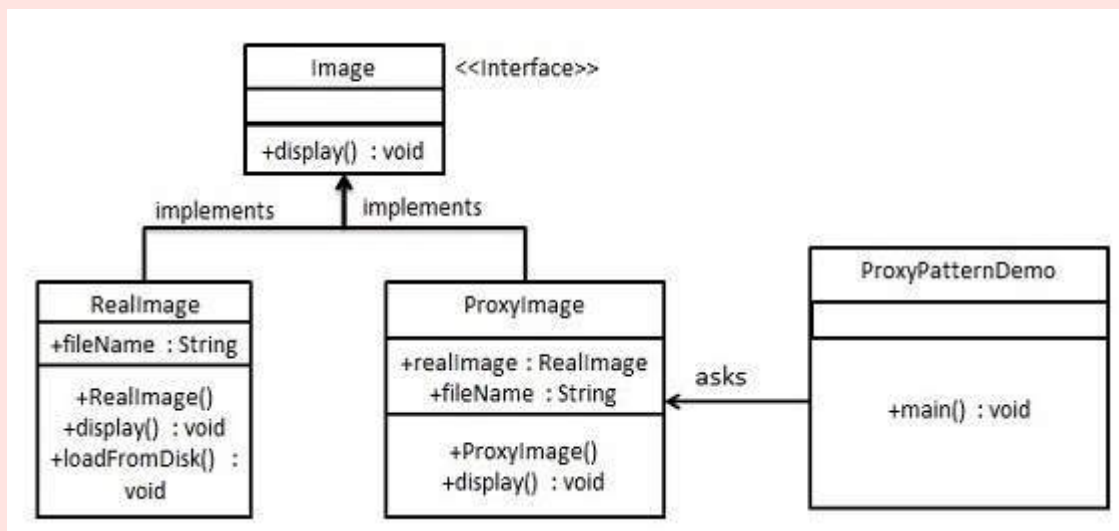 Image
<<Interface>>
+display() : void
implements
implements
RealImage
+fileName : String
+RealImage()
+display() : void
+loadFromDisk() :
void
ProxyImage
+realImage : RealImage
+fileName : String
+ProxyImage()
+display() : void
asks
ProxyPatternDemo
+main() : void